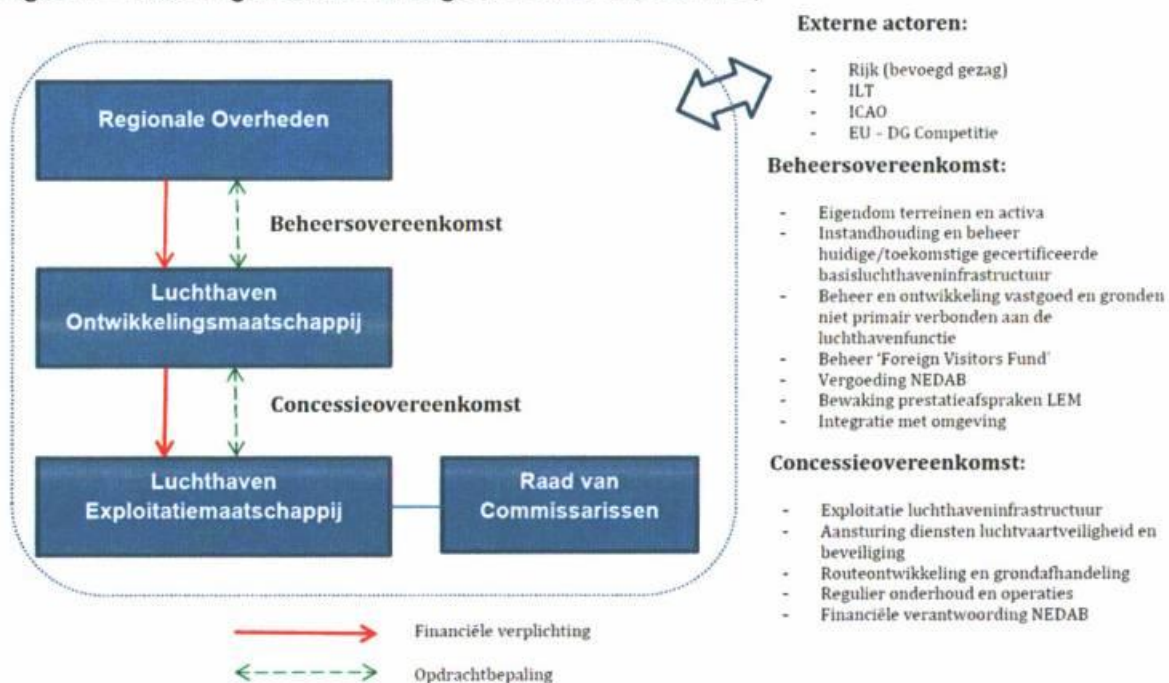 Regionale Overheden
Beheersovereenkomst
Luchthaven
Ontwikkelingsmaatschappij
Concessieovereenkomst
Luchthaven
Exploitatiemaatschappij
Raad van
Commissarissen
Financiële verplichting
Opdrachtbepaling
Externe actoren:
- Rijk (bevoegd gezag)
- ILT
- ICAO
- EU - DG Competitie
Beheersovereenkomst:
- Eigendom terreinen en activa
- Instandhouding en beheer
huidige/toekomstige gecertificeerde
basisluchthaveninfrastructuur
- Beheer en ontwikkeling vastgoed en gronden
niet primair verbonden aan de
luchthavenfunctie
- Beheer 'Foreign Visitors Fund'
- Vergoeding NEDAB
- Bewaking prestatieafspraken LEM
- Integratie met omgeving
Concessieovereenkomst:
- Exploitatie luchthaveninfrastructuur
- Aansturing diensten luchtvaartveiligheid en
beveiliging
- Routeontwikkeling en grondafhandeling
- Regulier onderhoud en operaties
- Financiële verantwoording NEDAB